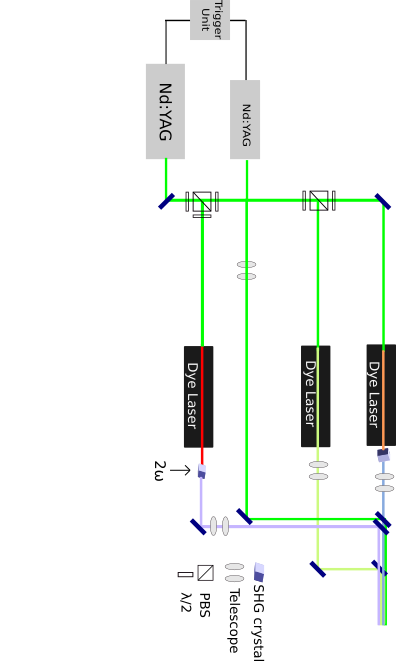 Trigger
Unit
Nd:YAG
Nd:YAG
Dye Laser
Dye Laser
Dye Laser
2ω
SHG crystal
Telescope
PBS
λ/2